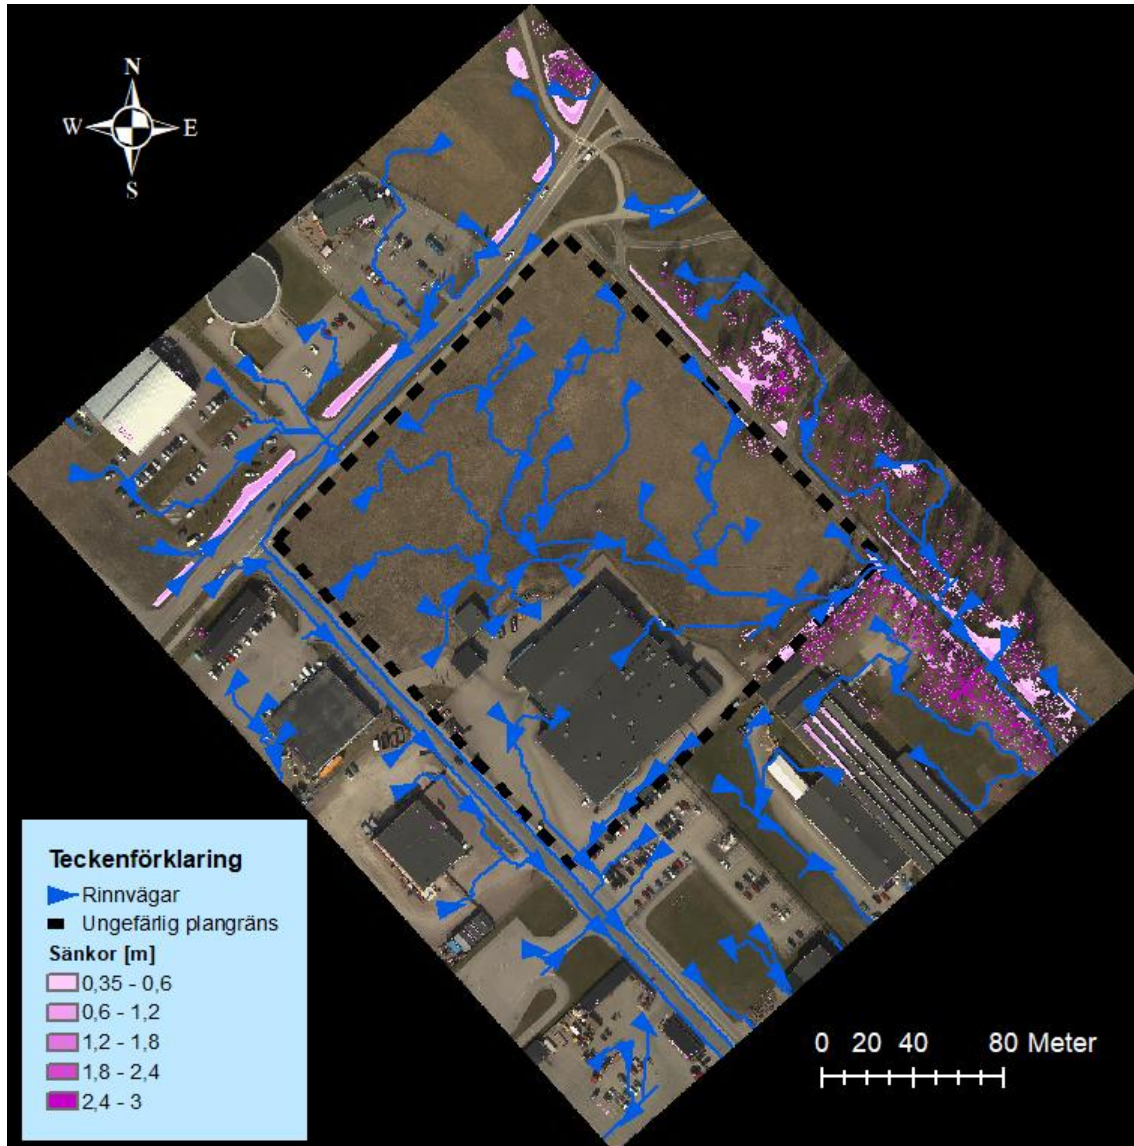 N
W E
S
Teckenförklaring
Rinnvägar
Ungefärlig plangräns
Sänkor [m]
0,35 - 0,6
0,6 - 1,2
1,2 - 1,8
1,8 - 2,4
2,4 - 3
0 20 40 80 Meter